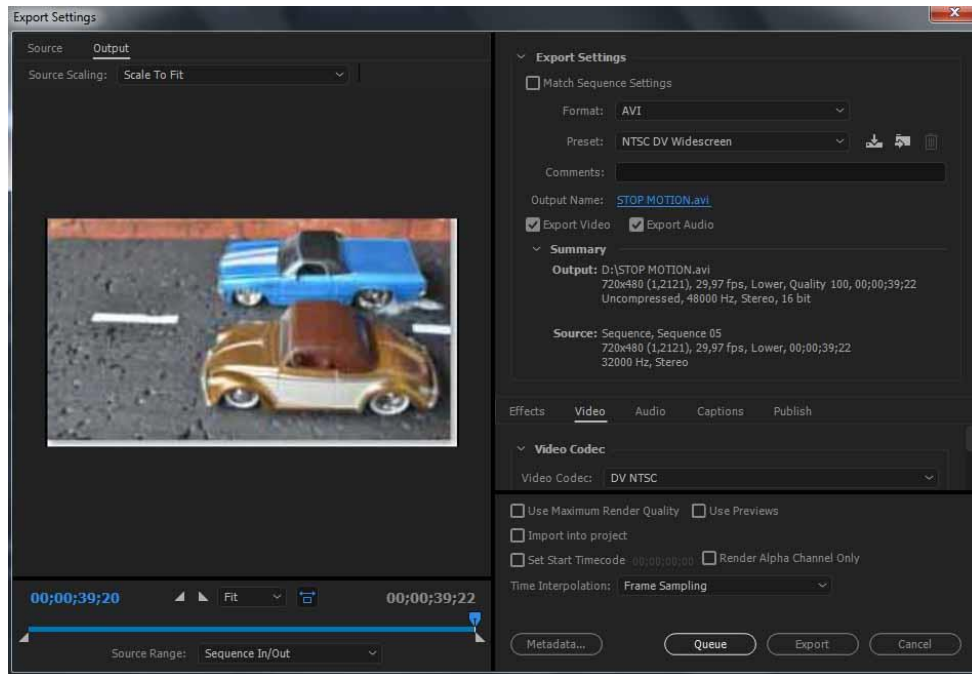 Export Settings
Source Output
Source Scaling: Scale To Fit
Export Settings
Match Sequence Settings
Format: AVI
Preset: NTSC DV Widescreen
Comments:
Output Name: STOP MOTION.avi
Export Video Export Audio
Summary
Output: D:\STOP MOTION.avi
720x480 (1,2121), 29,97 fps, Lower, Quality 100, 00;00;39;22
Uncompressed, 48000 Hz, Stereo, 16 bit
Source: Sequence, Sequence 05
720x480 (1,2121), 29,97 fps, Lower, 00;00;39;22
32000 Hz, Stereo
Effects Video Audio Captions Publish
Video Codec
Video Codec: DV NTSC
Use Maximum Render Quality Use Previews
Import into project
Set Start Timecode 00;00;00;00 Render Alpha Channel Only
Time Interpolation: Frame Sampling
00;00;39;20 Fit 00;00;39;22
Source Range: Sequence In/Out
Metadata... Queue Export Cancel